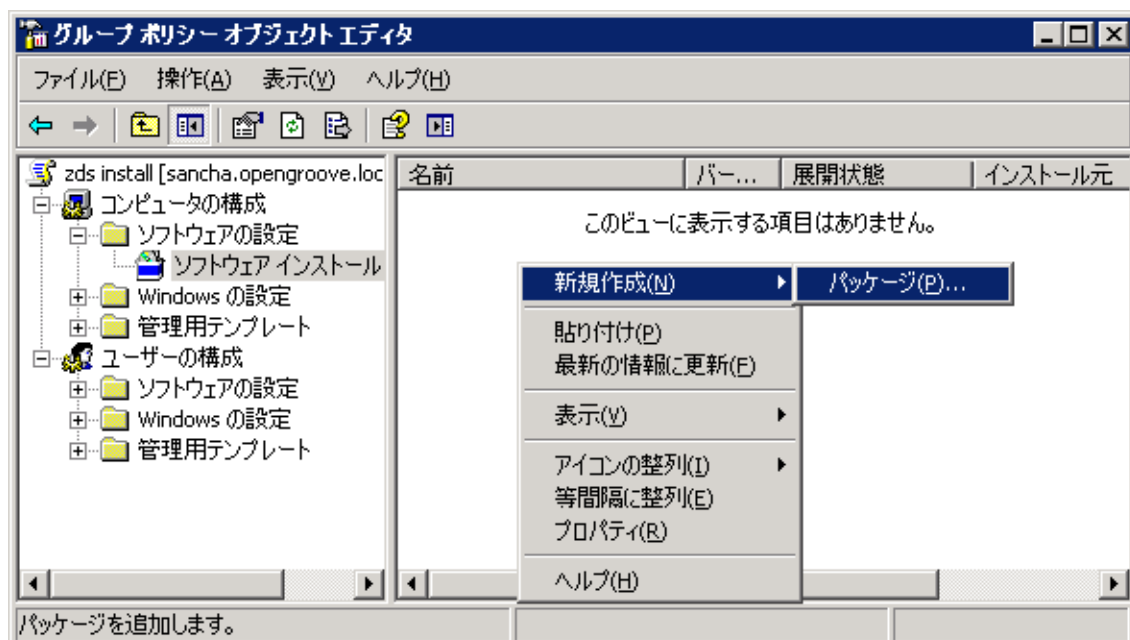 グループ ポリシー オブジェクト エディタ
ファイル(F) 操作(A) 表示(V) ヘルプ(H)
zds install [sancha.opengroove.loc
コンピュータの構成
ソフトウェアの設定
ソフトウェア インストール
Windows の設定
管理用テンプレート
ユーザーの構成
ソフトウェアの設定
Windows の設定
管理用テンプレート
名前 バー... 展開状態 インストール元
このビューに表示する項目はありません。
新規作成(N)
パッケージ(P)...
貼り付け(P)
最新の情報に更新(F)
表示(V)
アイコンの整列(I)
等間隔に整列(E)
プロパティ(R)
ヘルプ(H)
パッケージを追加します。